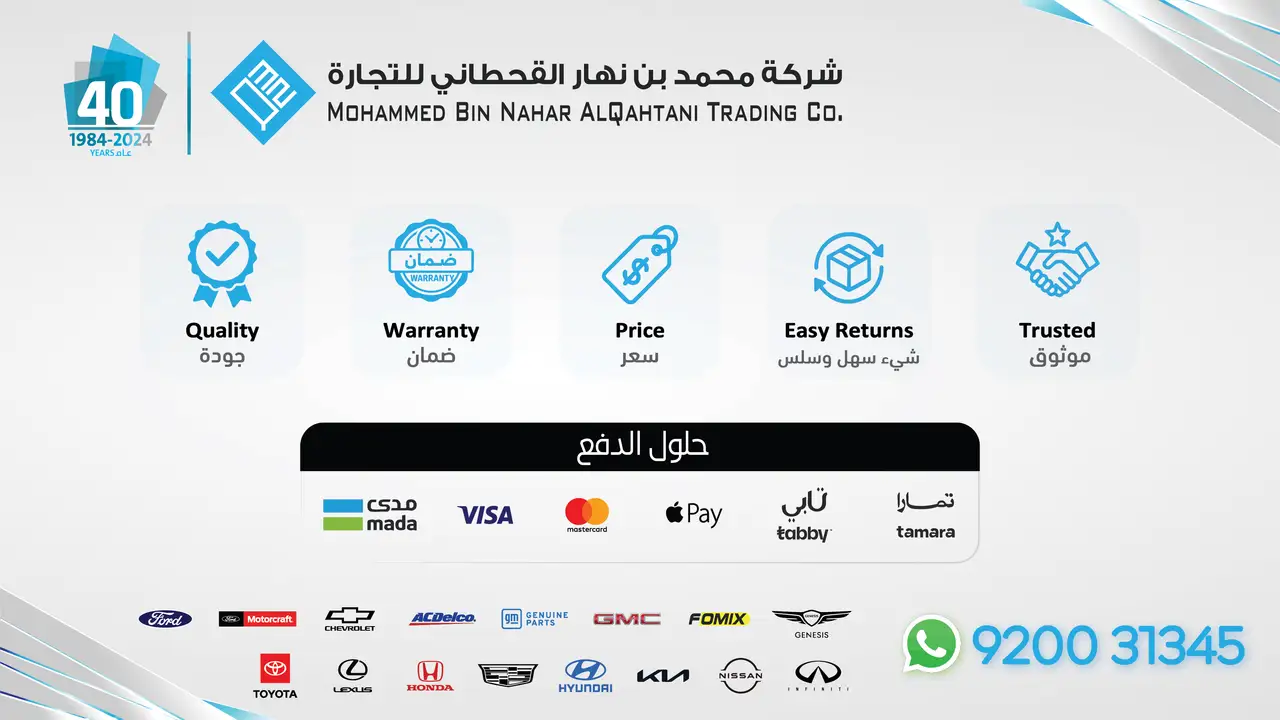 40
1984-2024
YEARS عـام
شركة محمد بن نهار القحطاني للتجارة
MOHAMMED BIN NAHAR ALQAHTANI TRADING CO.
ضمان
WARRANTY
$
Quality
جودة
Warranty
ضمان
Price
سعر
Easy Returns
شيء سهل وسلس
Trusted
موثوق
حلول الدفع
مدى
mada
VISA
mastercard
Pay
تابي
tabby
تمارا
tamara
Ford
Ford Motorcraft
CHEVROLET
ACDelco.
gm GENUINE PARTS
GMC
FOMIX
GENESIS
GENESIS
TOYOTA
LEXUS
HONDA
HYUNDAI
KIA
NISSAN
INFINITI
9200 31345